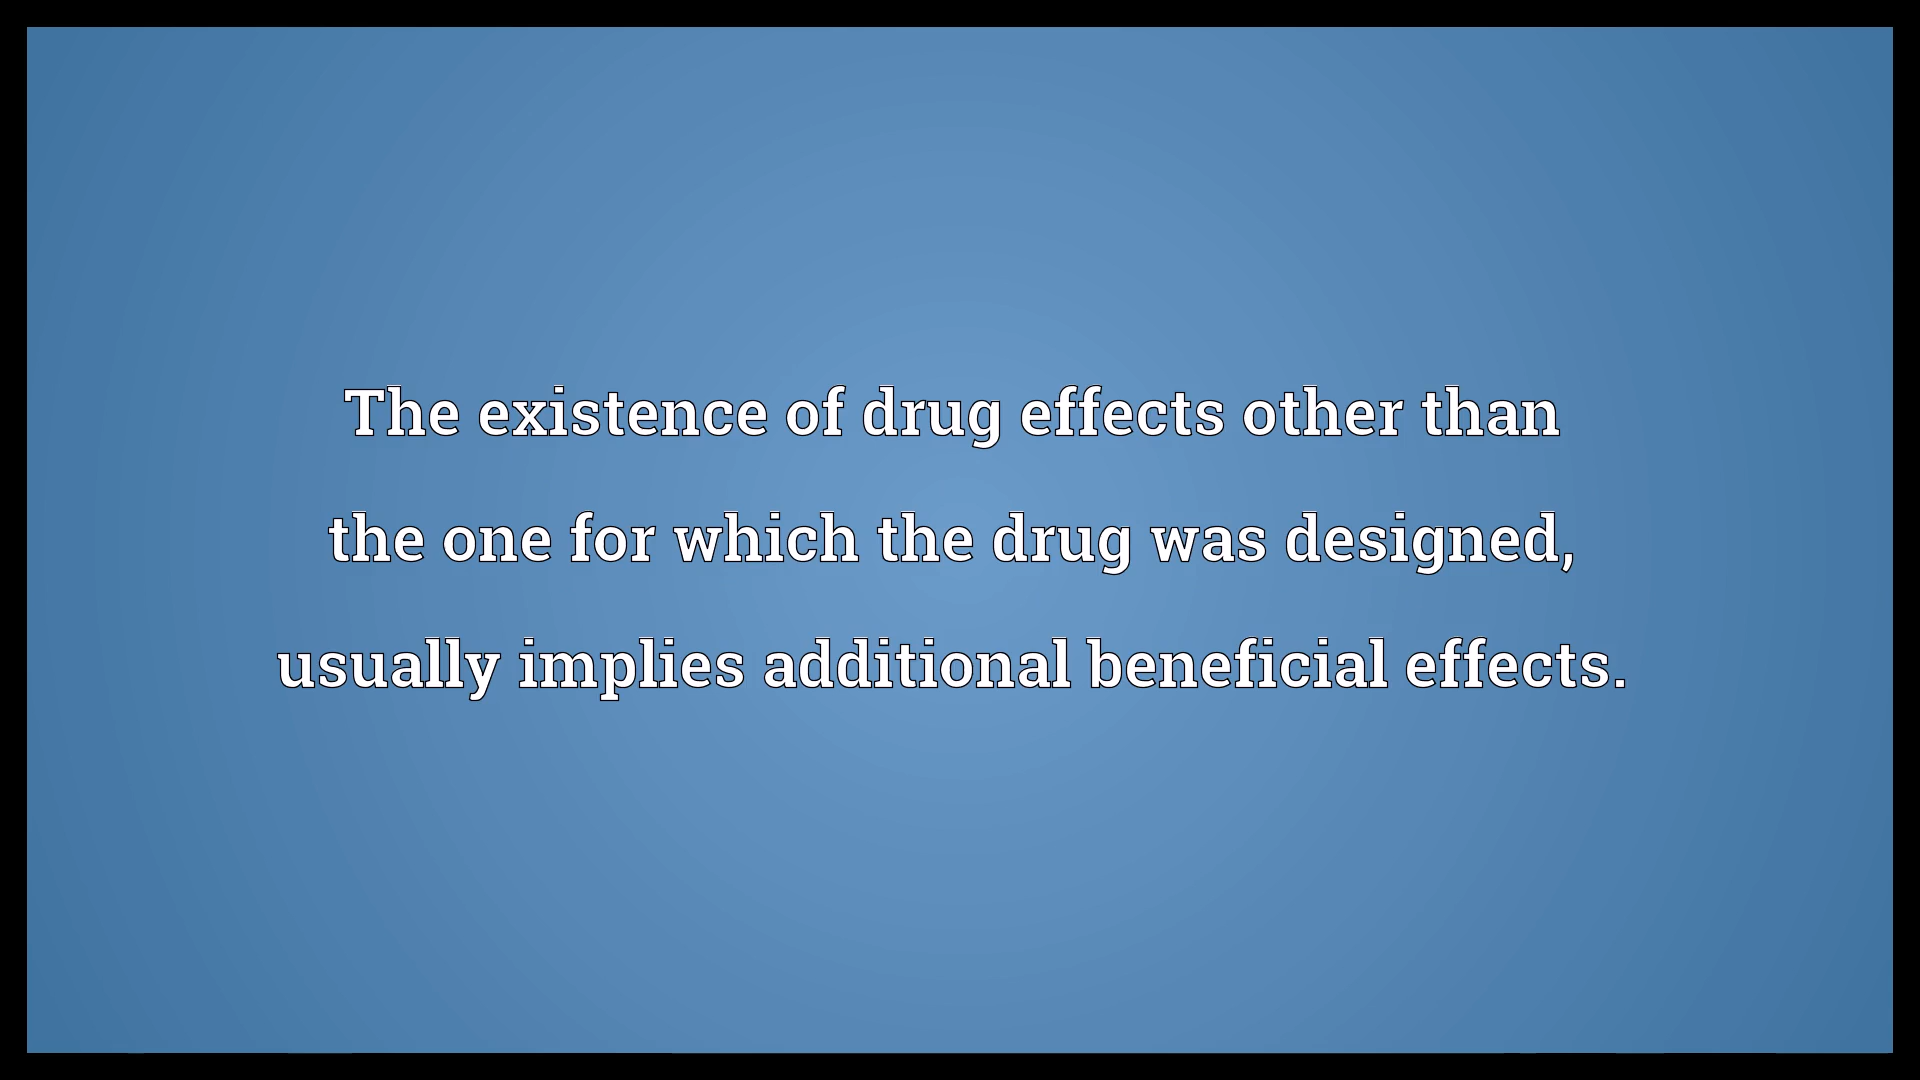 The existence of drug effects other than
the one for which the drug was designed,
usually implies additional beneficial effects.